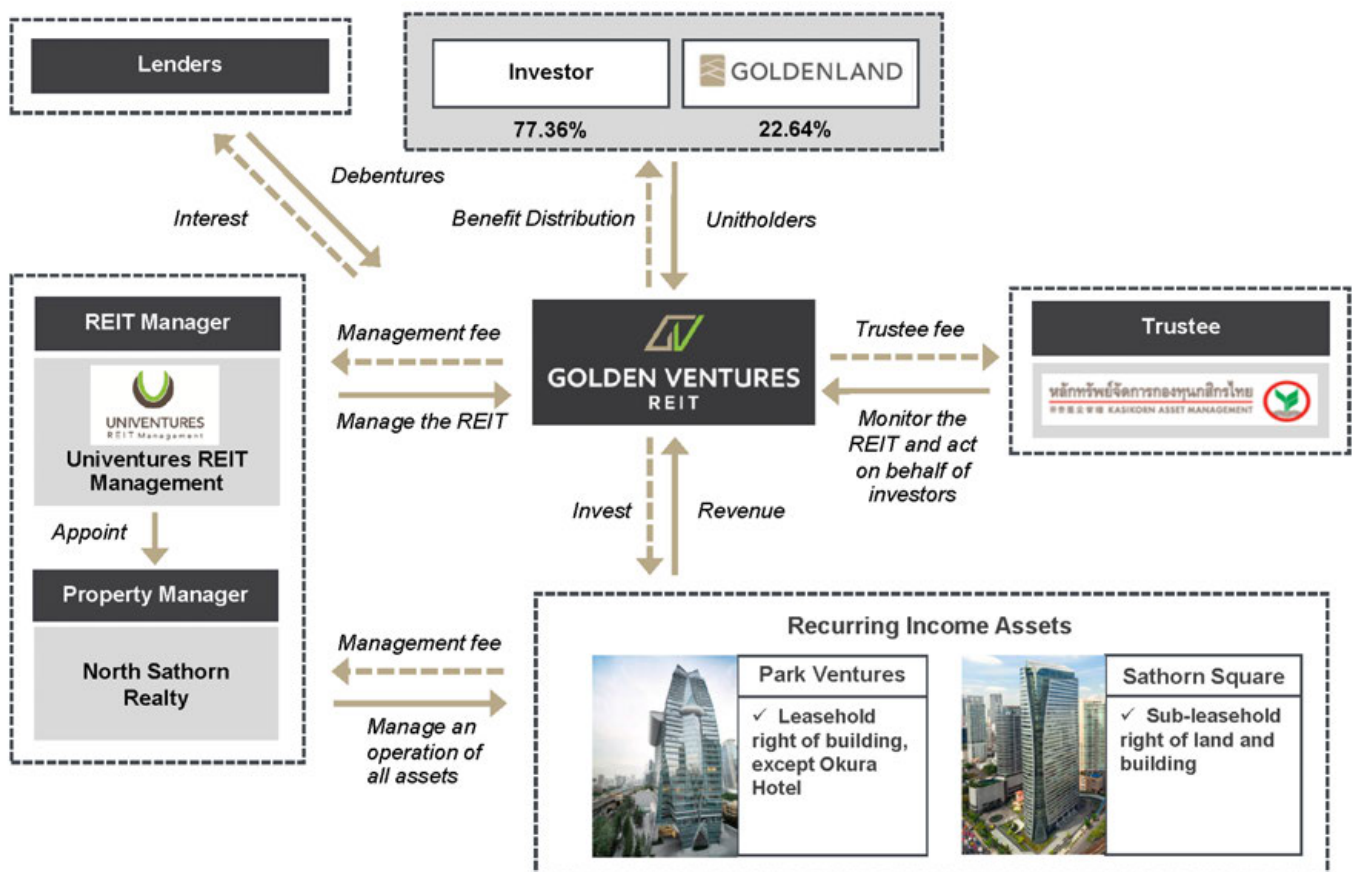 Lenders
Investor
GOLDENLAND
77.36%
22.64%
Debentures
Interest
Benefit Distribution
Unitholders
REIT Manager
UNIVENTURES
REIT Management
Univentures REIT
Management
Appoint
Property Manager
North Sathorn
Realty
Management fee
Manage the REIT
GOLDEN VENTURES
REIT
Trustee fee
Monitor the
REIT and act
on behalf of
investors
Trustee
หลักทรัพย์จัดการกองทุนกสิกรไทย
KASIKORN ASSET MANAGEMENT
Invest
Revenue
Management fee
Manage an
operation of
all assets
Recurring Income Assets
Park Ventures
✓ Leasehold
right of building,
except Okura
Hotel
Sathorn Square
✓ Sub-leasehold
right of land and
building